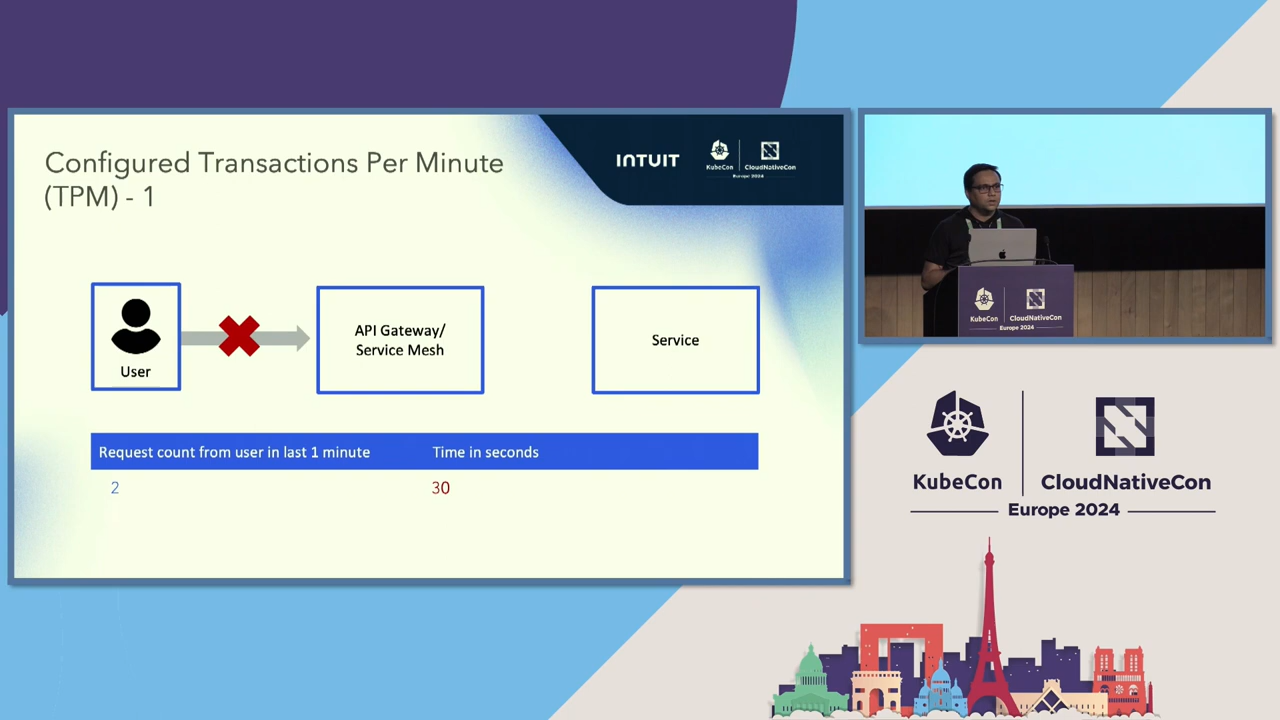 Configured Transactions Per Minute
(TPM) - 1
INTUIT
KubeCon
CloudNativeCon
Europe 2024
User
API Gateway/
Service Mesh
Service
Request count from user in last 1 minute
Time in seconds
2
30
KubeCon
CloudNativeCon
Europe 2024
KubeCon
CloudNativeCon
Europe 2024